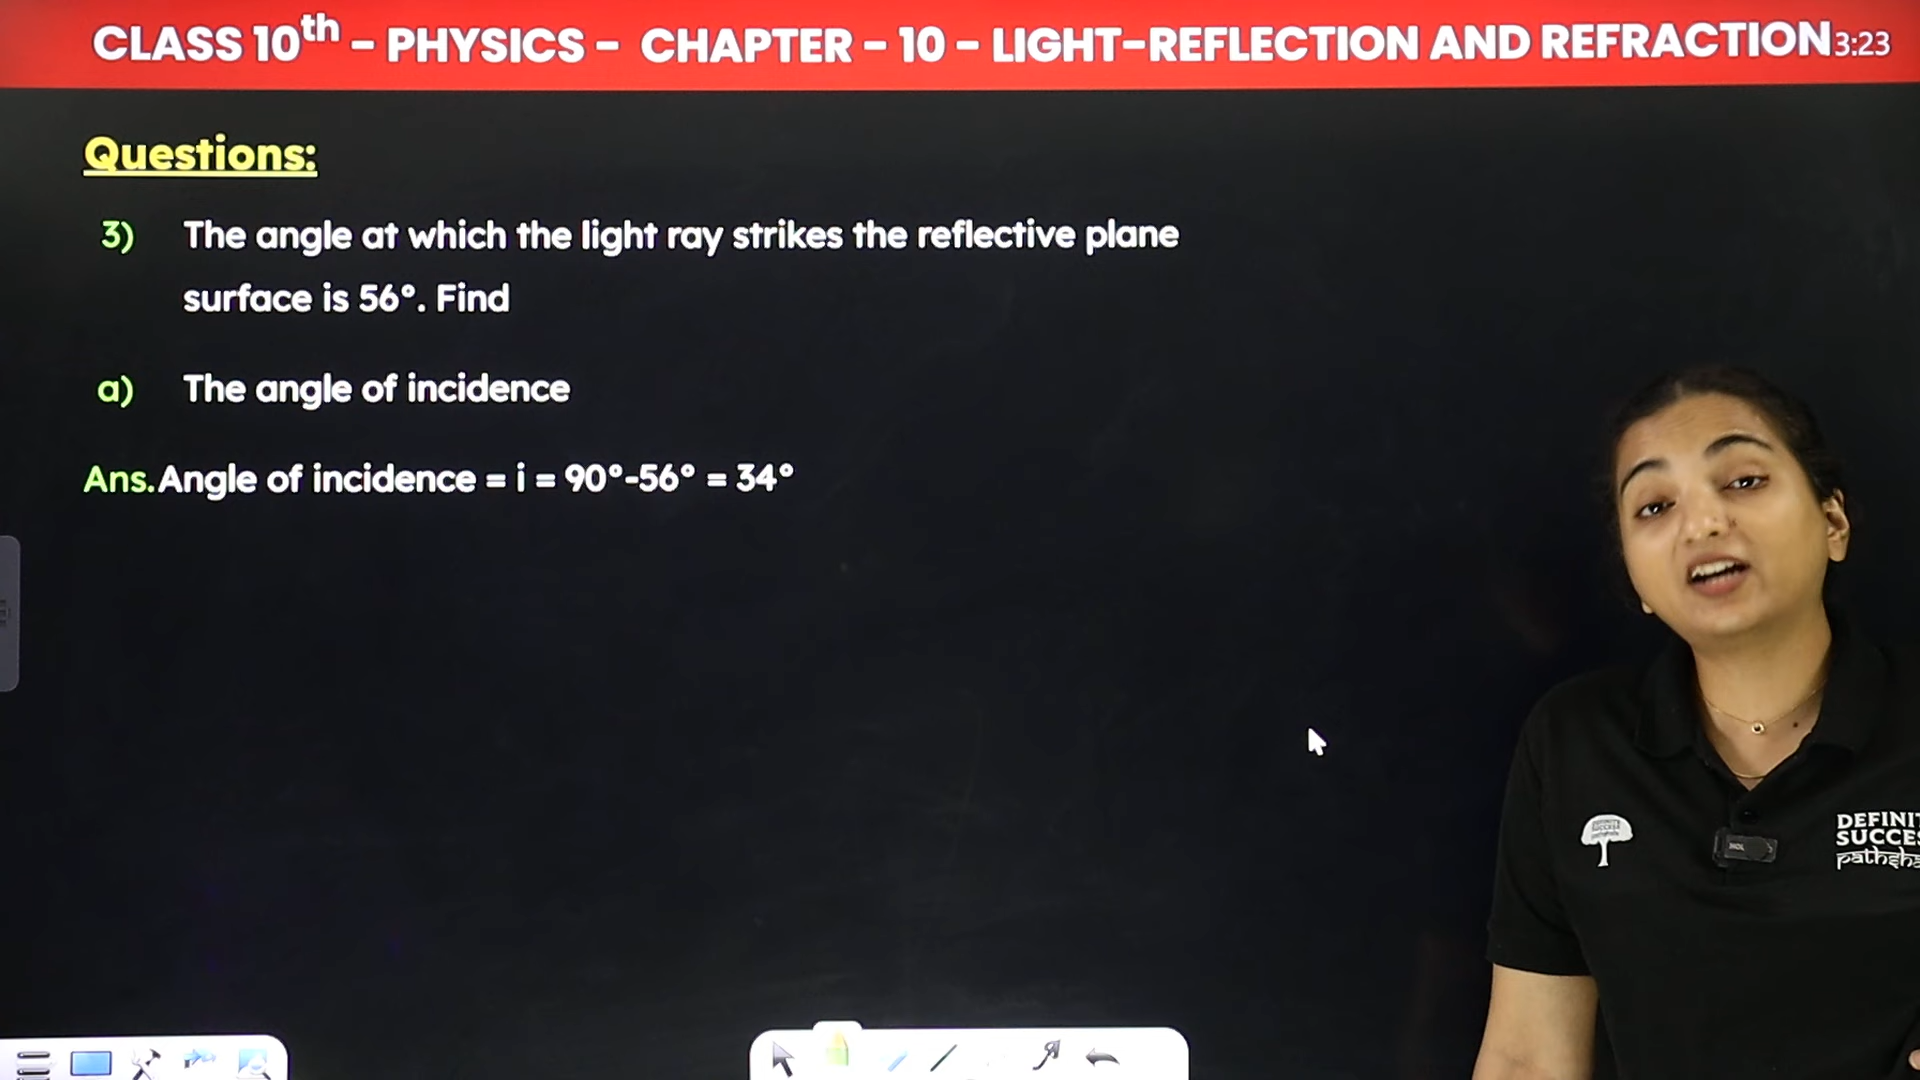 CLASS 10th - PHYSICS - CHAPTER - 10 - LIGHT-REFLECTION AND REFRACTION 3:23
Questions:
3) The angle at which the light ray strikes the reflective plane
surface is 56°. Find
a) The angle of incidence
Ans. Angle of incidence = i = 90°-56° = 34°
DEFINIT
SUCCES
pathsha